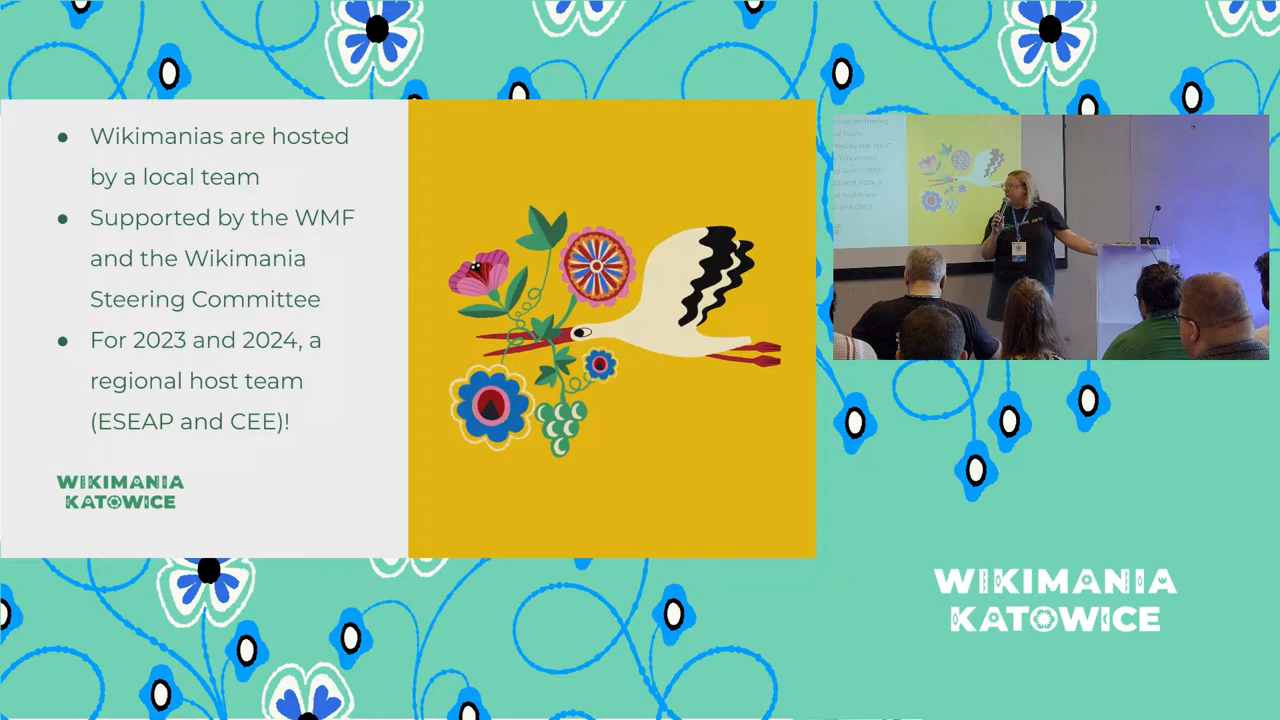 Wikimanias are hosted
by a local team
Supported by the WMF
and the Wikimania
Steering Committee
For 2023 and 2024, a
regional host team
(ESEAP and CEE)!
WIKIMANIA
KATOWICE
WIKIMANIA
KATOWICE